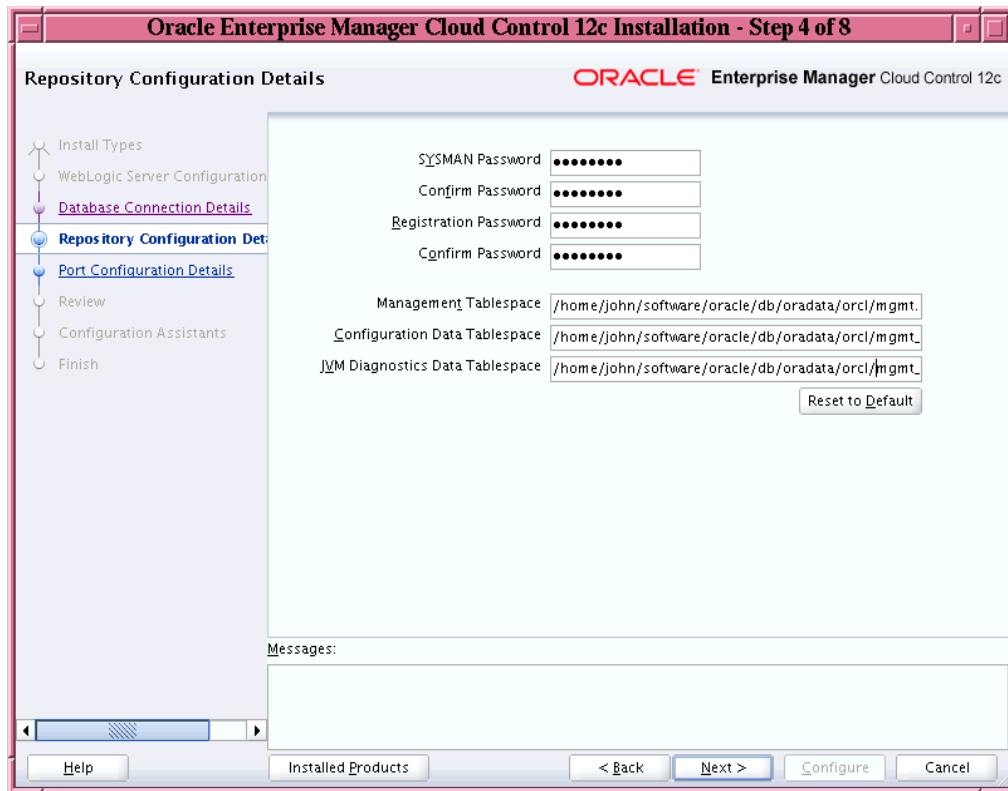 Oracle Enterprise Manager Cloud Control 12c Installation - Step 4 of 8
Repository Configuration Details
ORACLE Enterprise Manager Cloud Control 12c
Install Types
WebLogic Server Configuration
Database Connection Details
Repository Configuration Det
Port Configuration Details
Review
Configuration Assistants
Finish
SYSMAN Password ●●●●●●●●
Confirm Password ●●●●●●●●
Registration Password ●●●●●●●●
Confirm Password ●●●●●●●●
Management Tablespace /home/john/software/oracle/db/oradata/orcl/mgmt.
Configuration Data Tablespace /home/john/software/oracle/db/oradata/orcl/mgmt_
JVM Diagnostics Data Tablespace /home/john/software/oracle/db/oradata/orcl/mgmt_
Reset to Default
Messages:
Help
Installed Products
< Back
Next >
Configure
Cancel